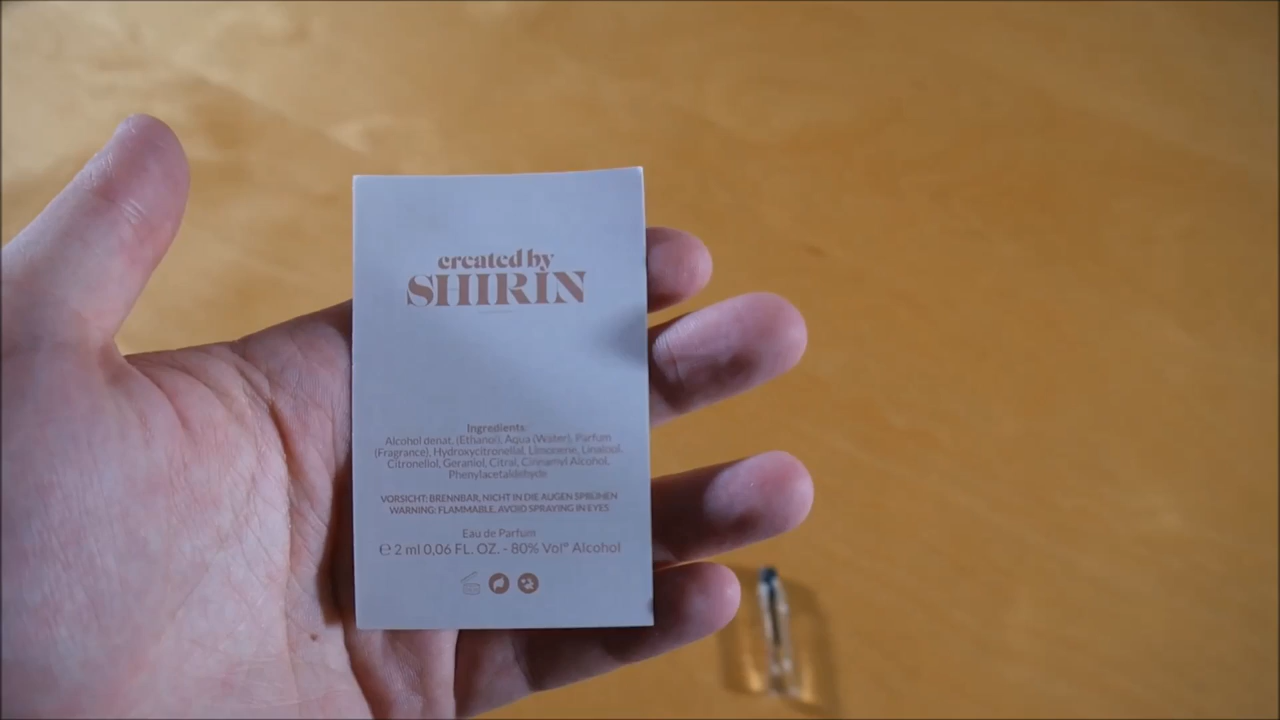 created by
SHIRIN
Ingredients:
Alcohol denat. (Ethanol), Aqua (Water), Parfum
(Fragrance), Hydroxycitronellal, Limonene, Linalool,
Citronellol, Geraniol, Citral, Cinnamyl Alcohol,
Phenylacetaldehyde
VORSICHT: BRENNBAR, NICHT IN DIE AUGEN SPRÜHEN
WARNING: FLAMMABLE, AVOID SPRAYING IN EYES
Eau de Parfum
℮ 2 ml 0,06 FL. OZ. - 80% Vol° Alcohol